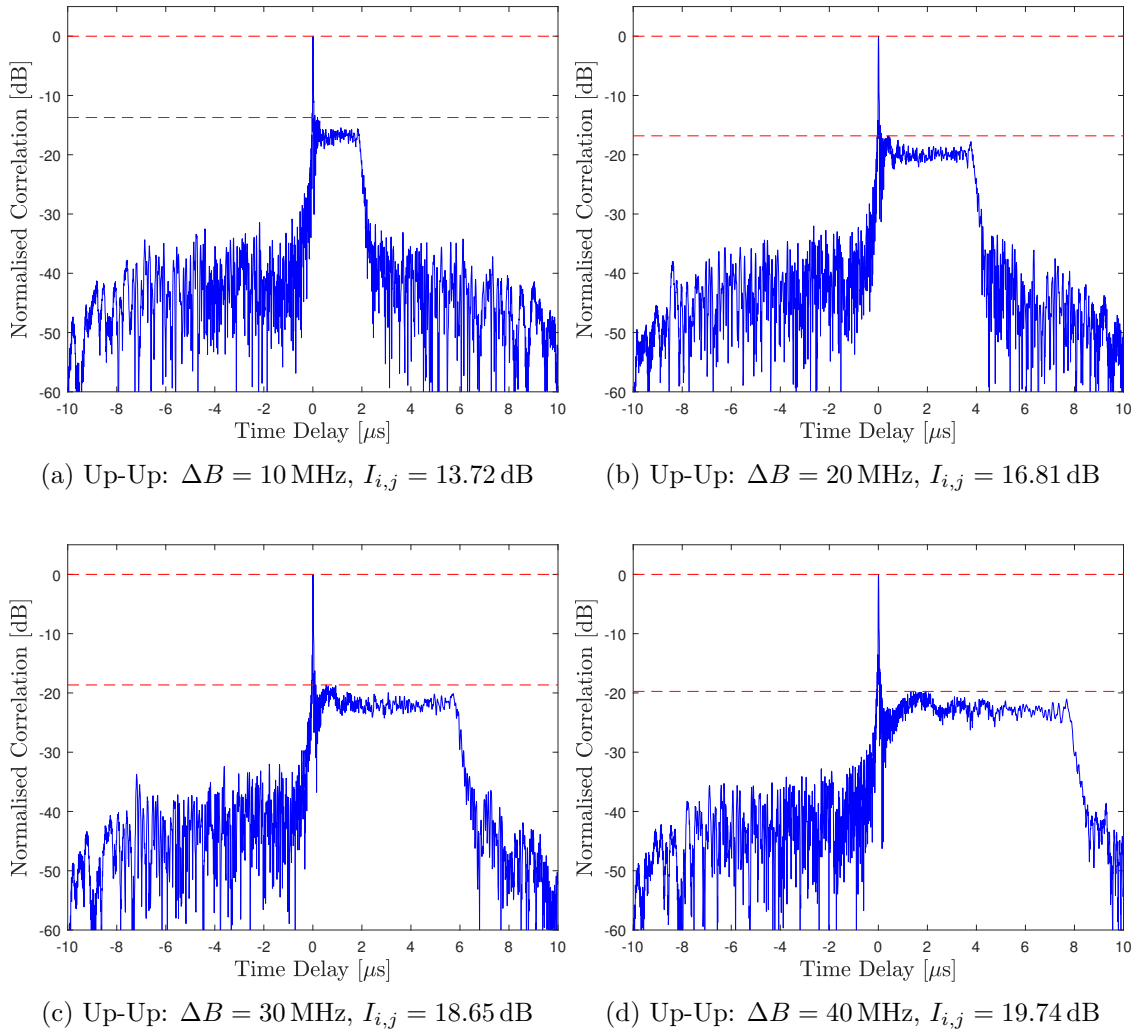 0
-10
-20
-30
-40
-50
-60
Normalised Correlation [dB]
-10 -8 -6 -4 -2 0 2 4 6 8 10
Time Delay [μs]
(a) Up-Up: ΔB = 10 MHz, I_{i,j} = 13.72 dB
0
-10
-20
-30
-40
-50
-60
Normalised Correlation [dB]
-10 -8 -6 -4 -2 0 2 4 6 8 10
Time Delay [μs]
(b) Up-Up: ΔB = 20 MHz, I_{i,j} = 16.81 dB
0
-10
-20
-30
-40
-50
-60
Normalised Correlation [dB]
-10 -8 -6 -4 -2 0 2 4 6 8 10
Time Delay [μs]
(c) Up-Up: ΔB = 30 MHz, I_{i,j} = 18.65 dB
0
-10
-20
-30
-40
-50
-60
Normalised Correlation [dB]
-10 -8 -6 -4 -2 0 2 4 6 8 10
Time Delay [μs]
(d) Up-Up: ΔB = 40 MHz, I_{i,j} = 19.74 dB